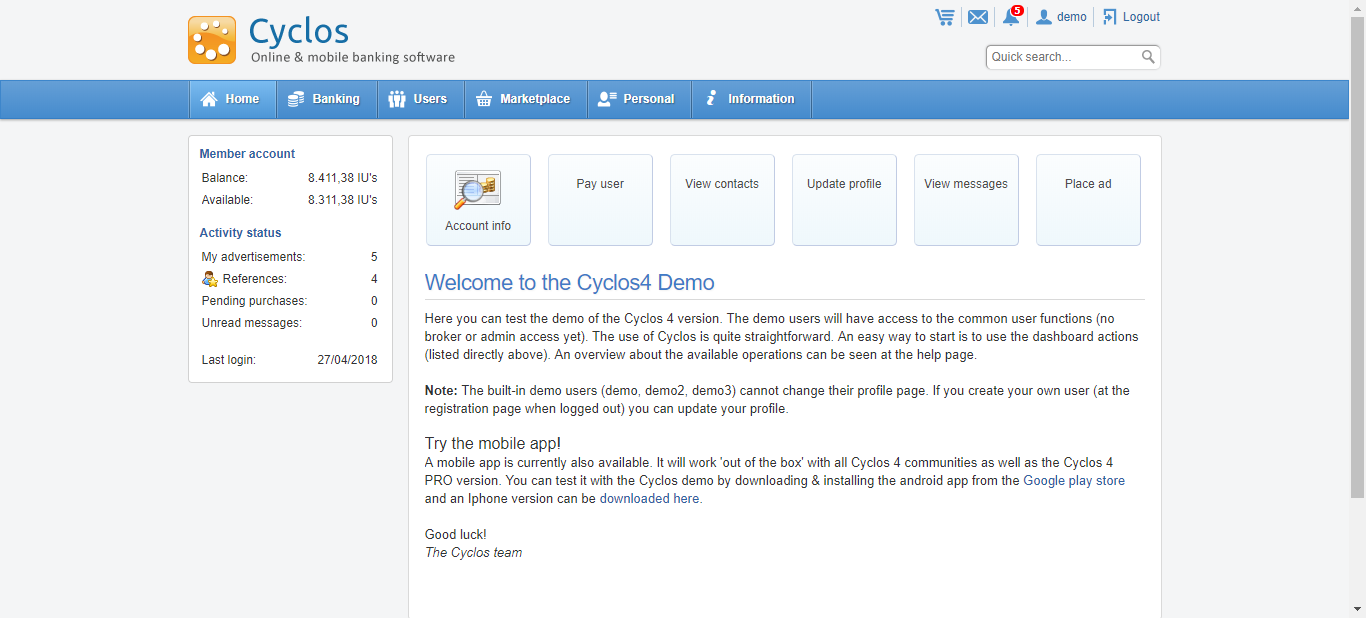 Cyclos
Online & mobile banking software
5
demo
Logout
Quick search...
Home
Banking
Users
Marketplace
Personal
Information
Member account
Balance: 8.411,38 IU's
Available: 8.311,38 IU's
Activity status
My advertisements: 5
References: 4
Pending purchases: 0
Unread messages: 0
Last login: 27/04/2018
Account info
Pay user
View contacts
Update profile
View messages
Place ad
Welcome to the Cyclos4 Demo
Here you can test the demo of the Cyclos 4 version. The demo users will have access to the common user functions (no
broker or admin access yet). The use of Cyclos is quite straightforward. An easy way to start is to use the dashboard actions
(listed directly above). An overview about the available operations can be seen at the help page.
Note: The built-in demo users (demo, demo2, demo3) cannot change their profile page. If you create your own user (at the
registration page when logged out) you can update your profile.
Try the mobile app!
A mobile app is currently also available. It will work 'out of the box' with all Cyclos 4 communities as well as the Cyclos 4
PRO version. You can test it with the Cyclos demo by downloading & installing the android app from the Google play store
and an Iphone version can be downloaded here.
Good luck!
The Cyclos team